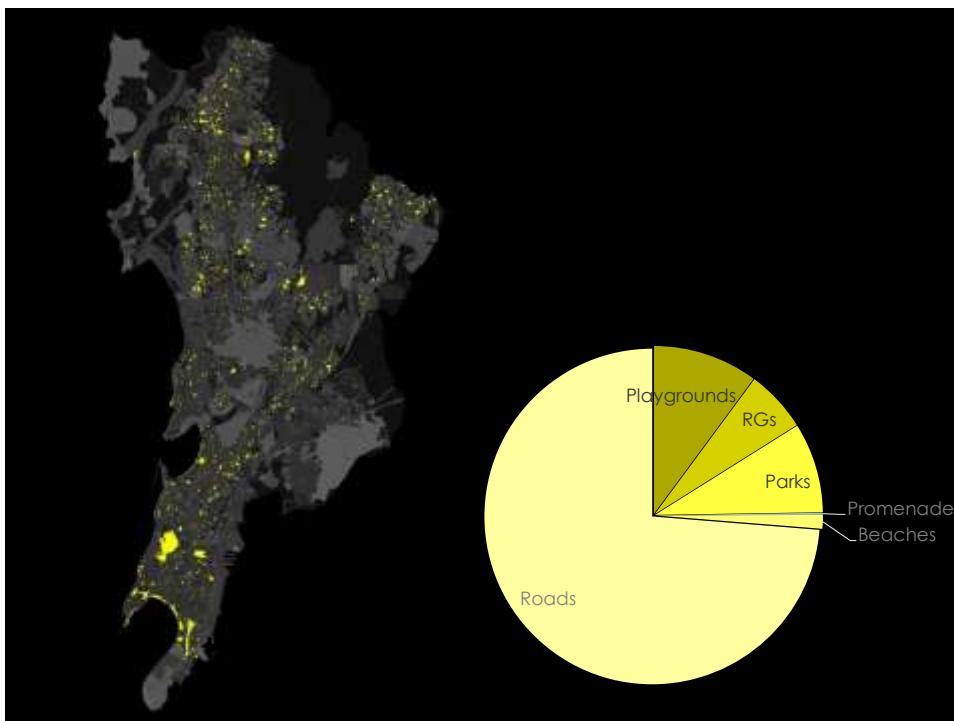 Playgrounds
RGs
Parks
Promenade
Beaches
Roads